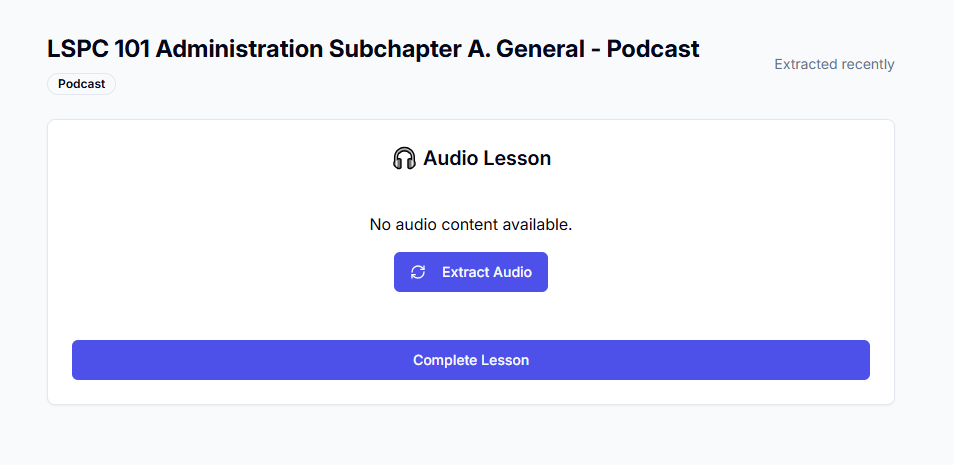 LSPC 101 Administration Subchapter A. General - Podcast
Extracted recently
Podcast
Audio Lesson
No audio content available.
Extract Audio
Complete Lesson